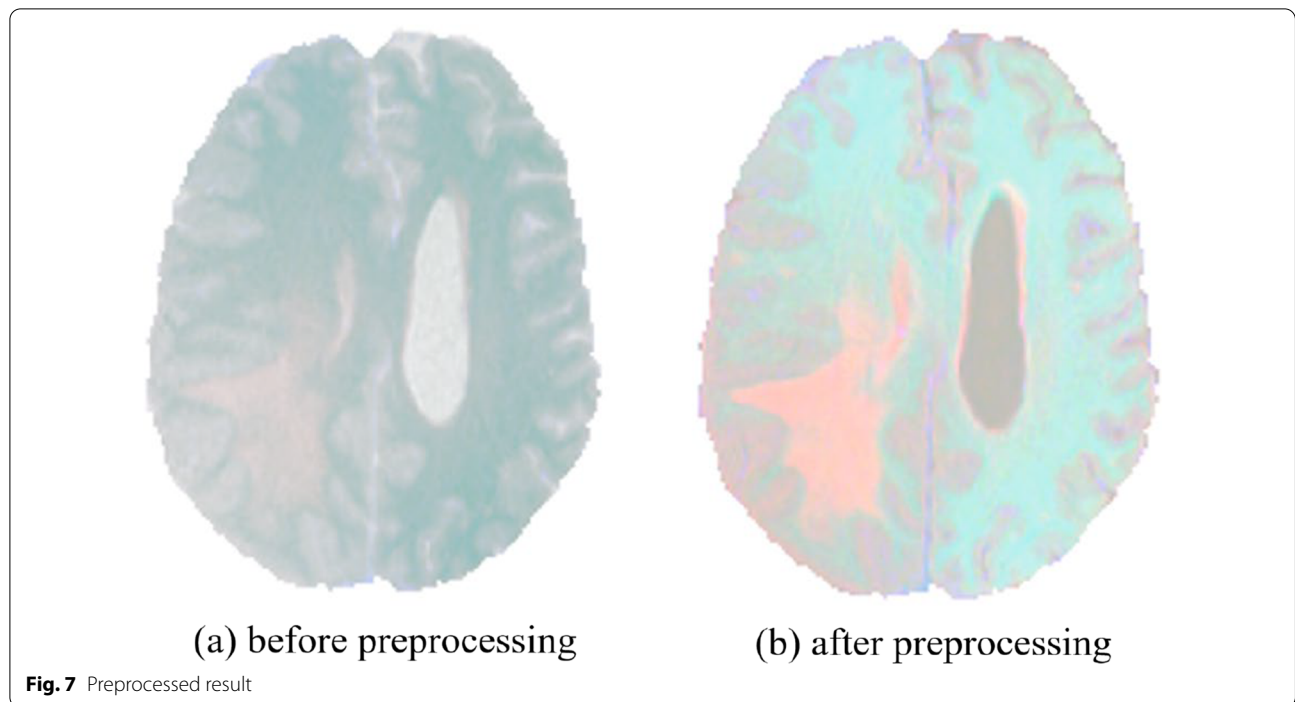 (a) before preprocessing
(b) after preprocessing
Fig. 7 Preprocessed result